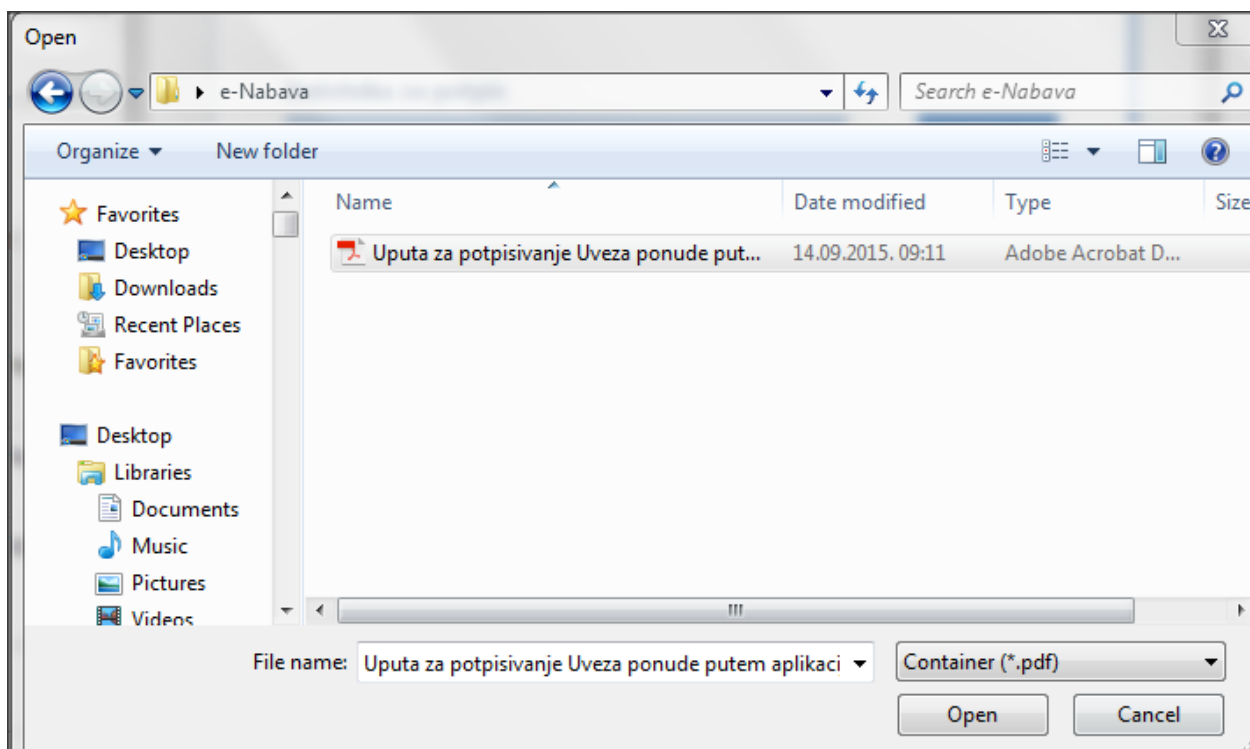 Open
e-Nabava
Search e-Nabava
Organize New folder
Name Date modified Type Size
Uputa za potpisivanje Uveza ponude put... 14.09.2015. 09:11 Adobe Acrobat D...
Favorites
Desktop
Downloads
Recent Places
Favorites
Desktop
Libraries
Documents
Music
Pictures
Videos
File name: Uputa za potpisivanje Uveza ponude putem aplikaci Container (*.pdf)
Open Cancel